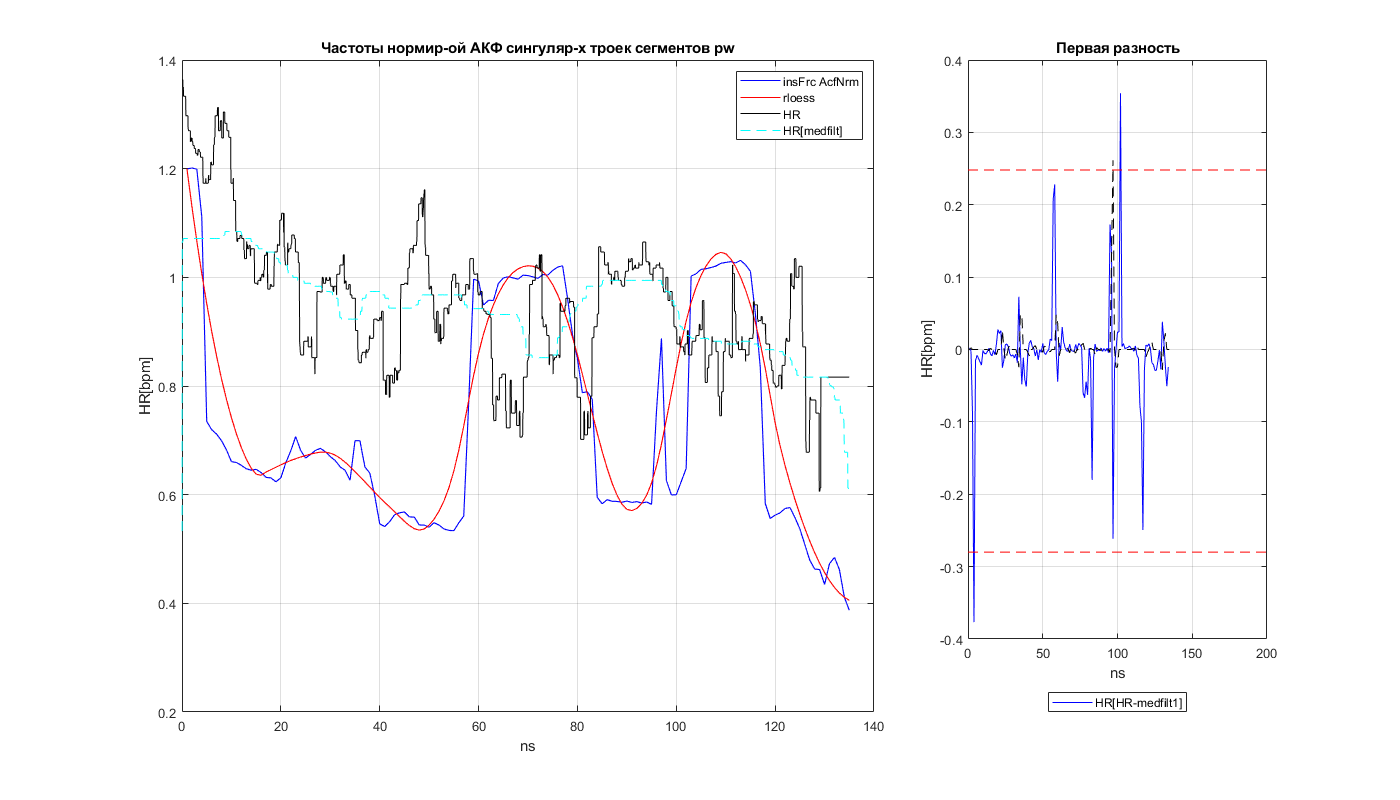 Частоты нормир-ой АКФ сингуляр-х троек сегментов pw
insFrc AcfNrm
rloess
HR
HR[medfilt]
HR[bpm]
1.4
1.2
1
0.8
0.6
0.4
0.2
0 20 40 60 80 100 120 140
ns
Первая разность
HR[bpm]
0.4
0.3
0.2
0.1
0
-0.1
-0.2
-0.3
-0.4
0 50 100 150 200
ns
HR[HR-medfilt1]